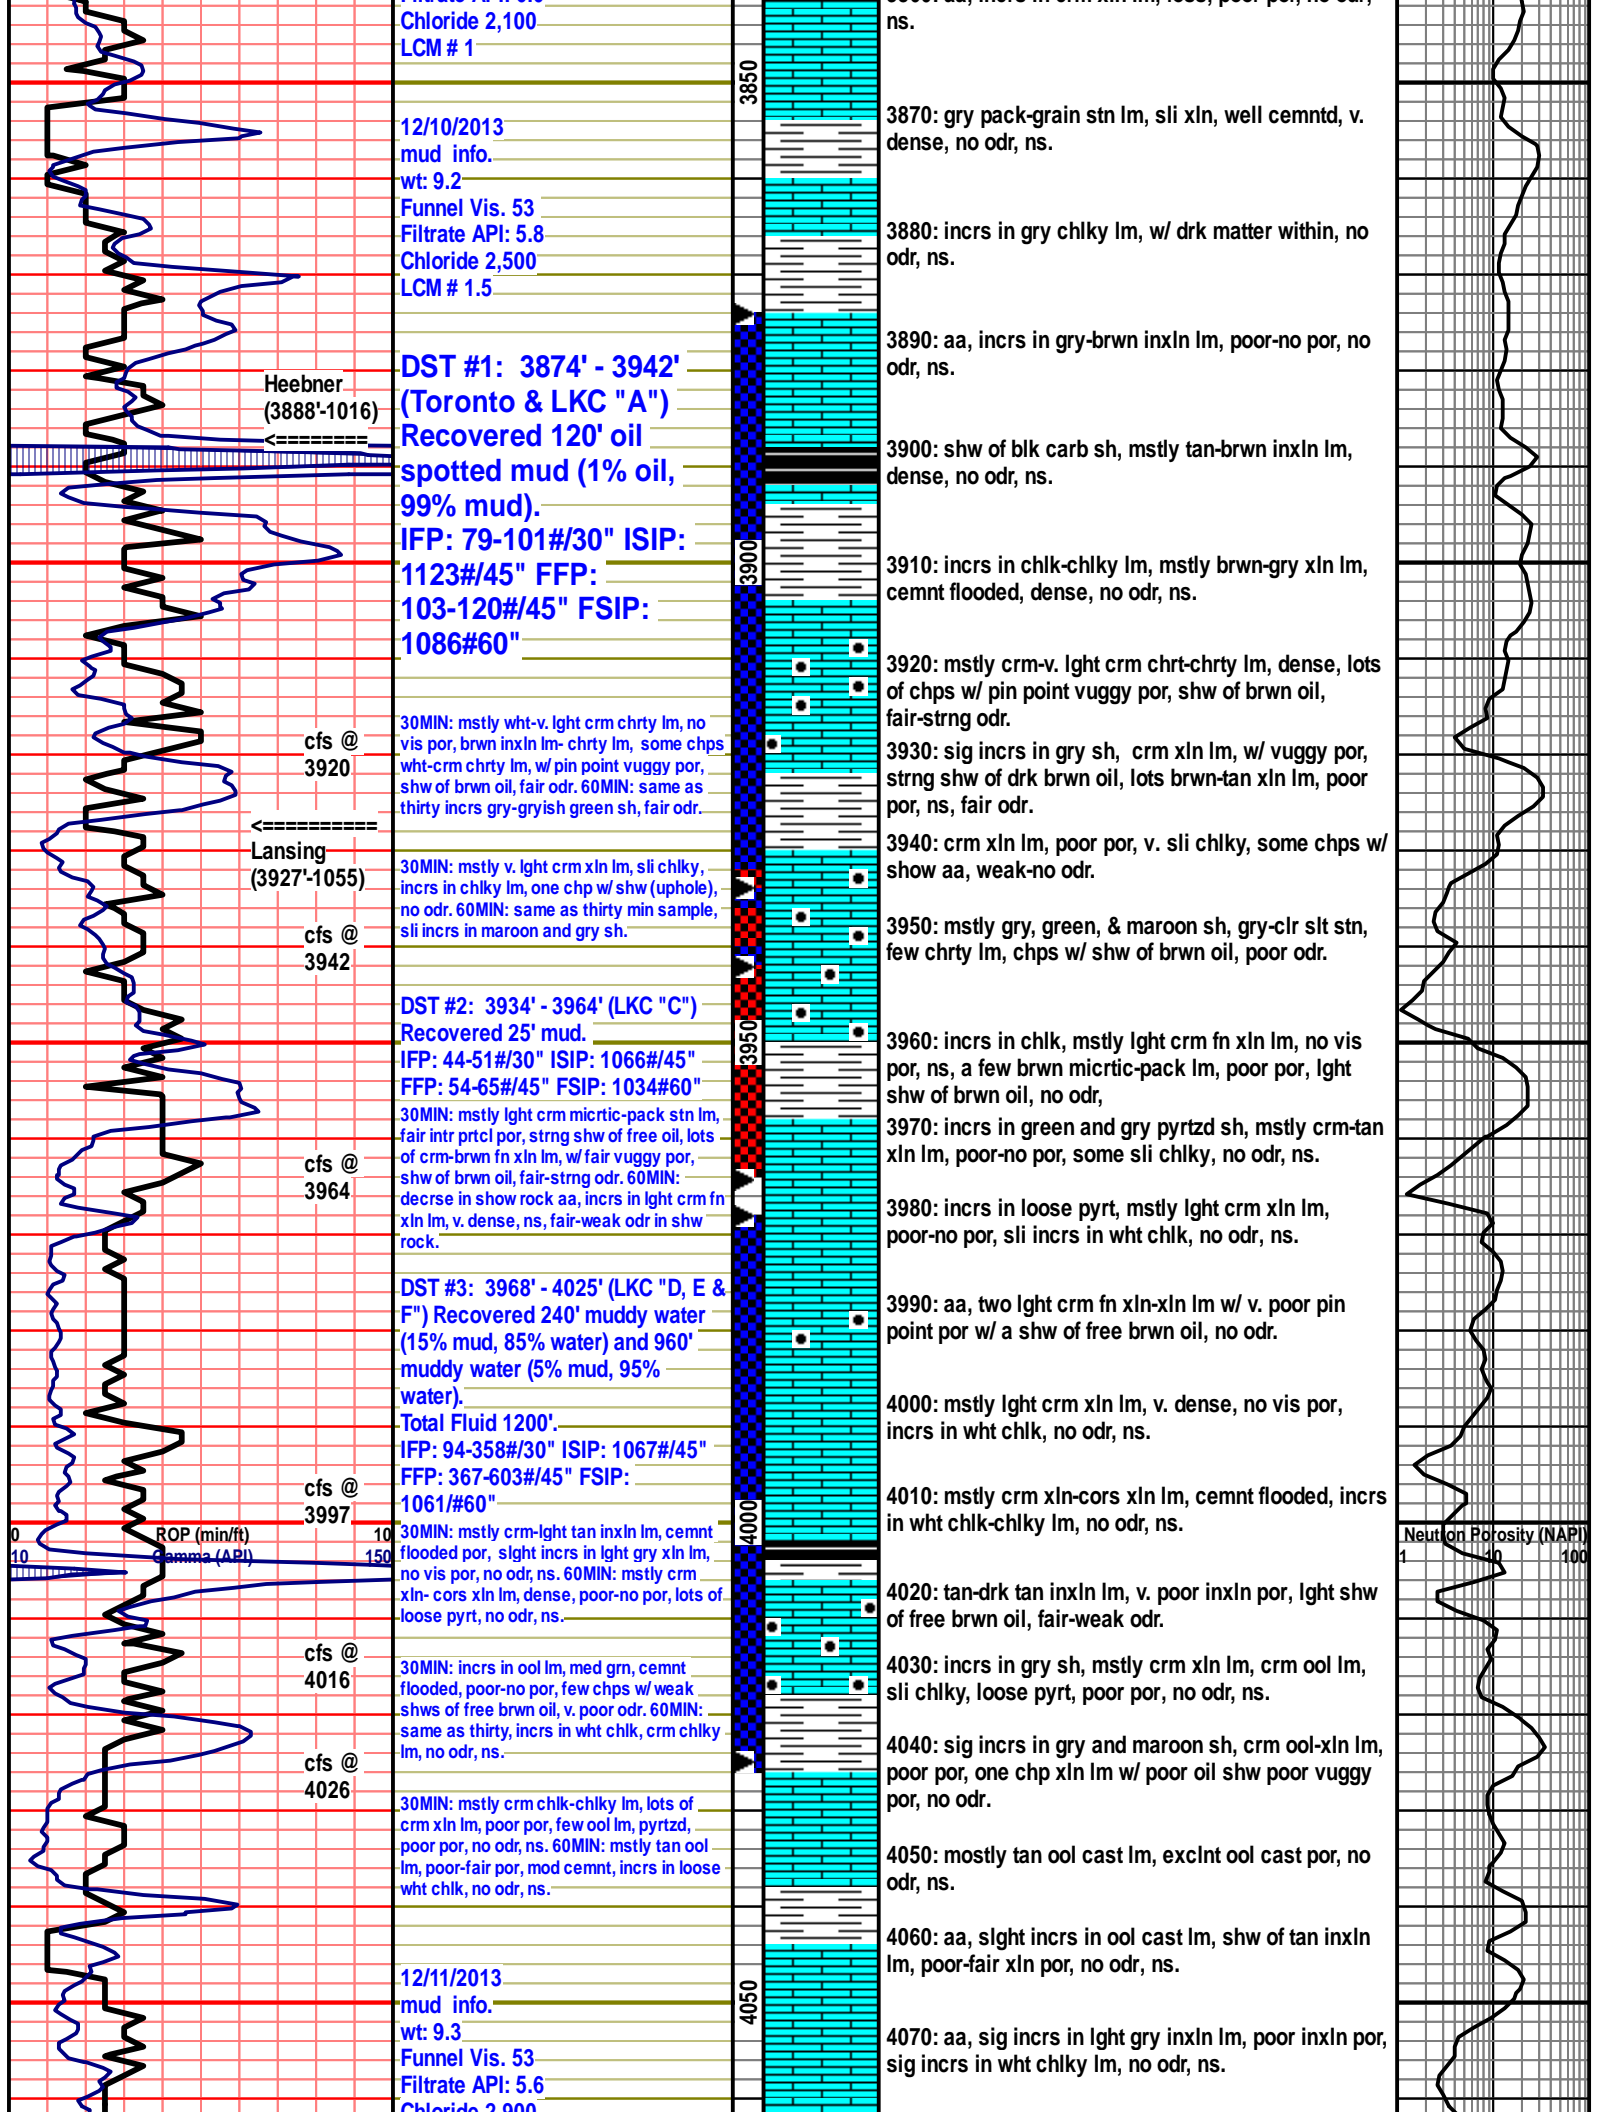 Chloride 2,100
LCM # 1
12/10/2013
mud info.
wt: 9.2
Funnel Vis. 53
Filtrate API: 5.8
Chloride 2,500
LCM # 1.5
DST #1: 3874' - 3942'
(Toronto & LKC "A")
Recovered 120' oil
spotted mud (1% oil,
99% mud).
IFP: 79-101#/30" ISIP:
1123#/45" FFP:
103-120#/45" FSIP:
1086#60"
30MIN: mstly wht-v. lght crm chrty lm, no
vis por, brwn inxln lm- chrty lm, some chps
wht-crm chrty lm, w/ pin point vuggy por,
shw of brwn oil, fair odr. 60MIN: same as
thirty incrs gry-gryish green sh, fair odr.
30MIN: mstly v. lght crm xln lm, sli chlky,
incrs in chlky lm, one chp w/ shw (uphole),
no odr. 60MIN: same as thirty min sample,
sli incrs in maroon and gry sh.
DST #2: 3934' - 3964' (LKC "C")
Recovered 25' mud.
IFP: 44-51#/30" ISIP: 1066#/45"
FFP: 54-65#/45" FSIP: 1034#60"
30MIN: mstly lght crm micrtic-pack stn lm,
fair intr prtcl por, strng shw of free oil, lots
of crm-brwn fn xln lm, w/ fair vuggy por,
shw of brwn oil, fair-strng odr. 60MIN:
decrse in show rock aa, incrs in lght crm fn
xln lm, v. dense, ns, fair-weak odr in shw
rock.
DST #3: 3968' - 4025' (LKC "D, E &
F") Recovered 240' muddy water
(15% mud, 85% water) and 960'
muddy water (5% mud, 95%
water).
Total Fluid 1200'.
IFP: 94-358#/30" ISIP: 1067#/45"
FFP: 367-603#/45" FSIP:
1061/#60"
30MIN: mstly crm-lght tan inxln lm, cemnt
flooded por, slght incrs in lght gry xln lm,
no vis por, no odr, ns. 60MIN: mstly crm
xln- cors xln lm, dense, poor-no por, lots of
loose pyrt, no odr, ns.
30MIN: incrs in ool lm, med grn, cemnt
flooded, poor-no por, few chps w/ weak
shws of free brwn oil, v. poor odr. 60MIN:
same as thirty, incrs in wht chlk, crm chlky
lm, no odr, ns.
30MIN: mstly crm chlk-chlky lm, lots of
crm xln lm, poor por, few ool lm, pyrtzd,
poor por, no odr, ns. 60MIN: mstly tan ool
lm, poor-fair por, mod cemnt, incrs in loose
wht chlk, no odr, ns.
12/11/2013
mud info.
wt: 9.3
Funnel Vis. 53
Filtrate API: 5.6
Chloride 2,900
Heebner
(3888'-1016)
<========
cfs @
3920
<==========
Lansing
(3927'-1055)
cfs @
3942
cfs @
3964
cfs @
3997
0 ROP (min/ft) 10
10 Gamma (API) 150
cfs @
4016
cfs @
4026
3850
3900
3950
4000
4050
ns.
3870: gry pack-grain stn lm, sli xln, well cemntd, v.
dense, no odr, ns.
3880: incrs in gry chlky lm, w/ drk matter within, no
odr, ns.
3890: aa, incrs in gry-brwn inxln lm, poor-no por, no
odr, ns.
3900: shw of blk carb sh, mstly tan-brwn inxln lm,
dense, no odr, ns.
3910: incrs in chlk-chlky lm, mstly brwn-gry xln lm,
cemnt flooded, dense, no odr, ns.
3920: mstly crm-v. lght crm chrt-chrty lm, dense, lots
of chps w/ pin point vuggy por, shw of brwn oil,
fair-strng odr.
3930: sig incrs in gry sh, crm xln lm, w/ vuggy por,
strng shw of drk brwn oil, lots brwn-tan xln lm, poor
por, ns, fair odr.
3940: crm xln lm, poor por, v. sli chlky, some chps w/
show aa, weak-no odr.
3950: mstly gry, green, & maroon sh, gry-clr slt stn,
few chrty lm, chps w/ shw of brwn oil, poor odr.
3960: incrs in chlk, mstly lght crm fn xln lm, no vis
por, ns, a few brwn micrtic-pack lm, poor por, lght
shw of brwn oil, no odr,
3970: incrs in green and gry pyrtzd sh, mstly crm-tan
xln lm, poor-no por, some sli chlky, no odr, ns.
3980: incrs in loose pyrt, mstly lght crm xln lm,
poor-no por, sli incrs in wht chlk, no odr, ns.
3990: aa, two lght crm fn xln-xln lm w/ v. poor pin
point por w/ a shw of free brwn oil, no odr.
4000: mstly lght crm xln lm, v. dense, no vis por,
incrs in wht chlk, no odr, ns.
4010: mstly crm xln-cors xln lm, cemnt flooded, incrs
in wht chlk-chlky lm, no odr, ns.
4020: tan-drk tan inxln lm, v. poor inxln por, lght shw
of free brwn oil, fair-weak odr.
4030: incrs in gry sh, mstly crm xln lm, crm ool lm,
sli chlky, loose pyrt, poor por, no odr, ns.
4040: sig incrs in gry and maroon sh, crm ool-xln lm,
poor por, one chp xln lm w/ poor oil shw poor vuggy
por, no odr.
4050: mostly tan ool cast lm, exclnt ool cast por, no
odr, ns.
4060: aa, slght incrs in ool cast lm, shw of tan inxln
lm, poor-fair xln por, no odr, ns.
4070: aa, sig incrs in lght gry inxln lm, poor inxln por,
sig incrs in wht chlky lm, no odr, ns.
Neutron Porosity (NAPI)
1 10 100